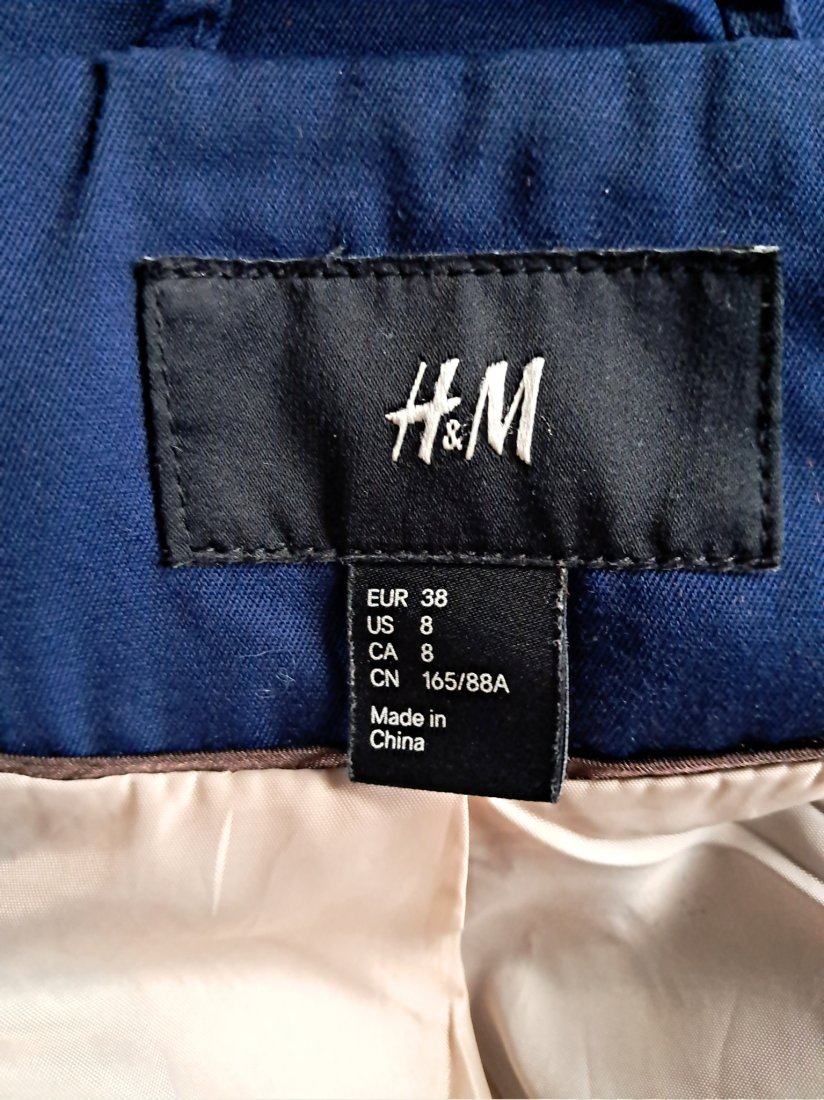 H&M
EUR 38
US 8
CA 8
CN 165/88A
Made in
China